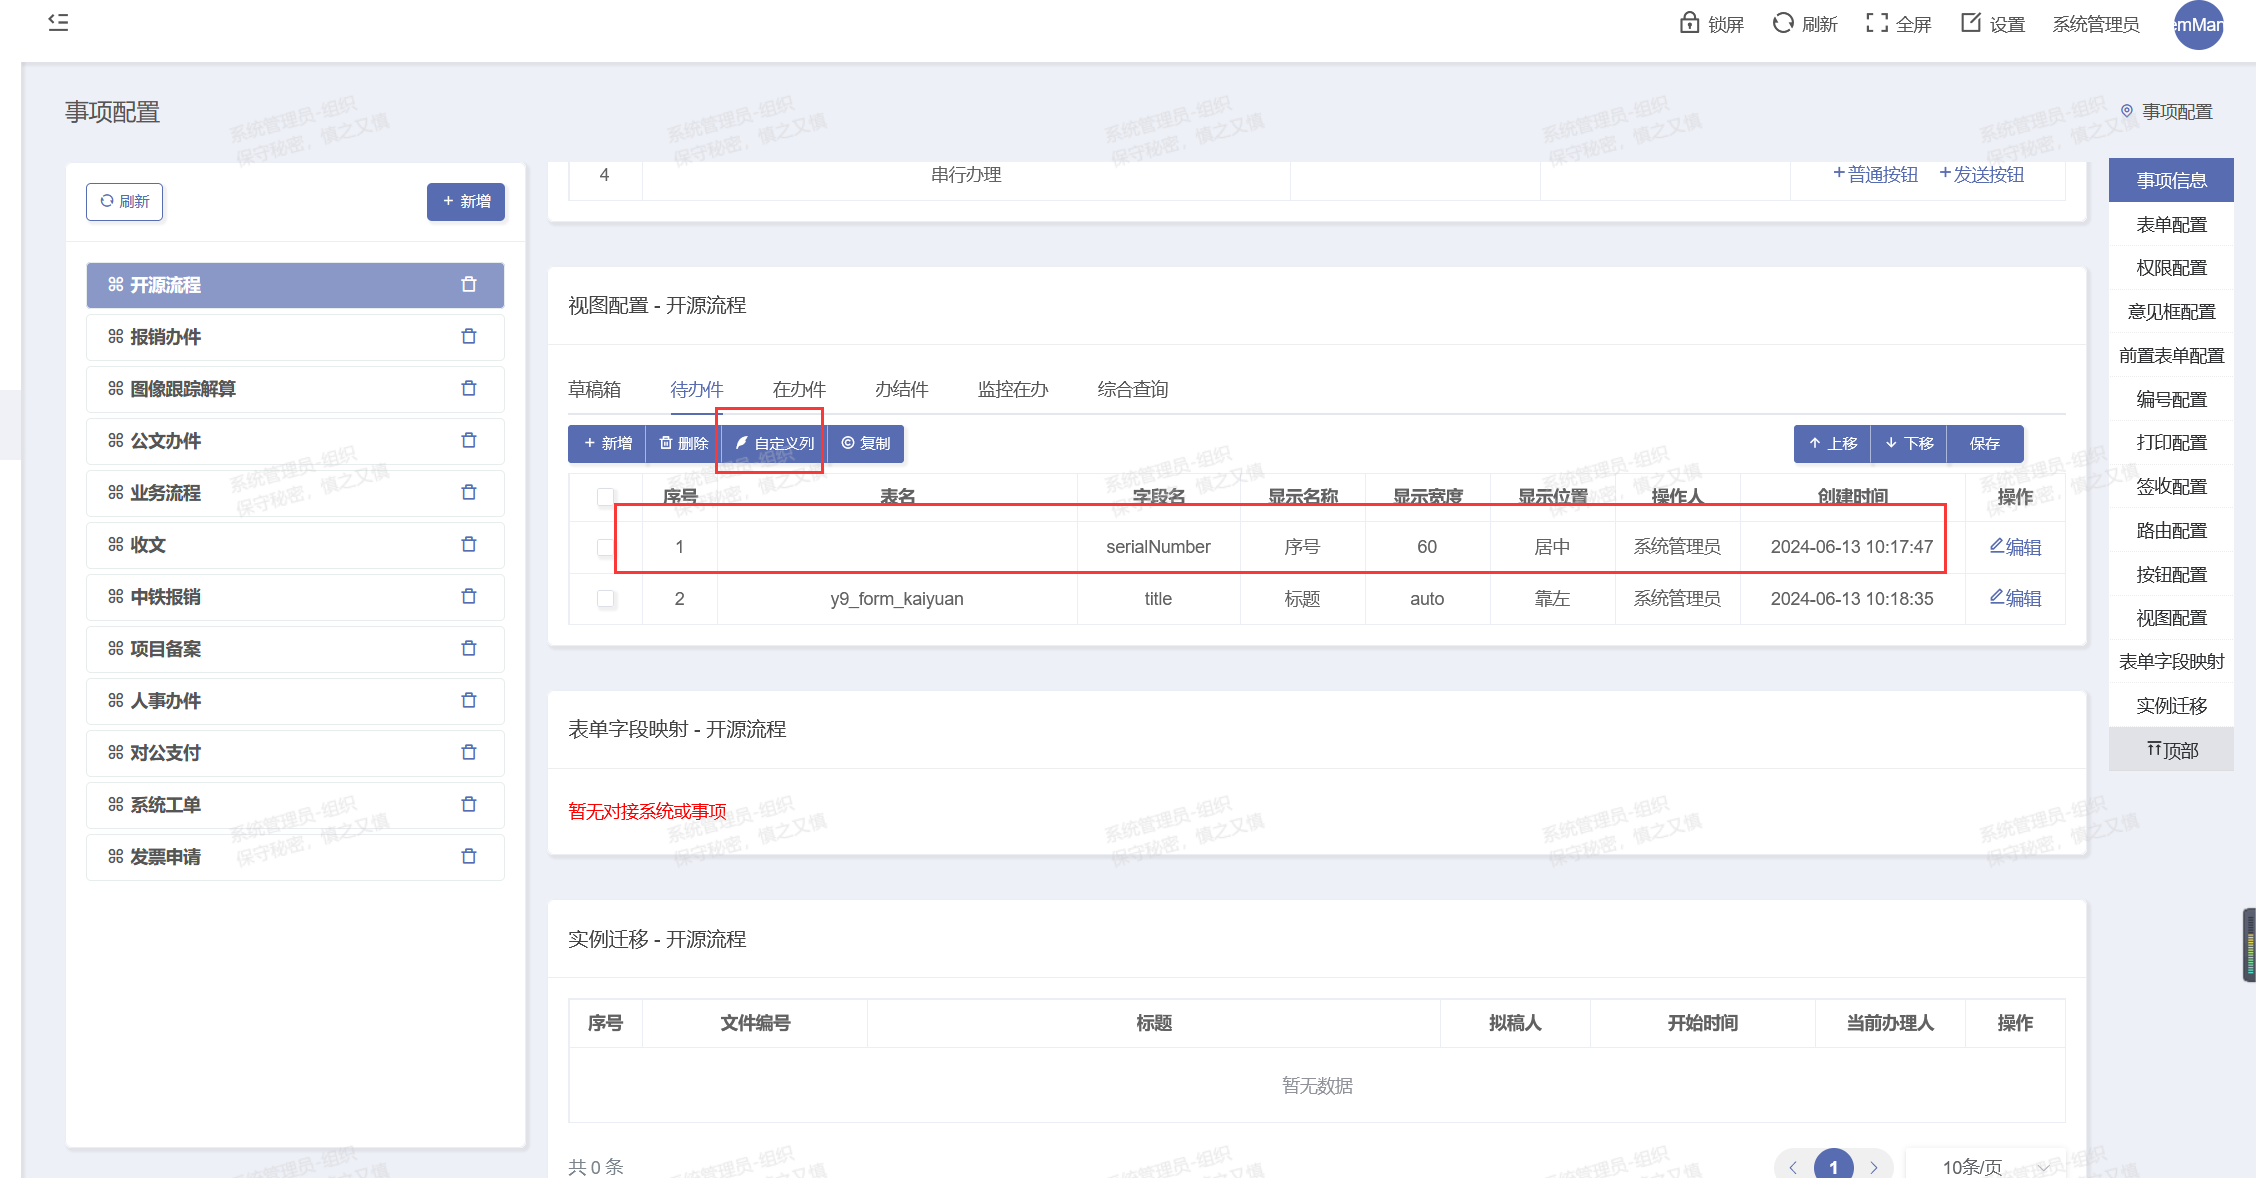 锁屏 刷新 全屏 设置 系统管理员 emMar
事项配置
事项配置
刷新 + 新增
开源流程
报销办件
图像跟踪解算
公文办件
业务流程
收文
中铁报销
项目备案
人事办件
对公支付
系统工单
发票申请
4 串行办理 +普通按钮 +发送按钮
视图配置 - 开源流程
草稿箱 待办件 在办件 办结件 监控在办 综合查询
+ 新增 删除 自定义列 复制 上移 下移 保存
序号 表名 字段名 显示名称 显示宽度 显示位置 操作人 创建时间 操作
1 serialNumber 序号 60 居中 系统管理员 2024-06-13 10:17:47 编辑
2 y9_form_kaiyuan title 标题 auto 靠左 系统管理员 2024-06-13 10:18:35 编辑
表单字段映射 - 开源流程
暂无对接系统或事项
实例迁移 - 开源流程
序号 文件编号 标题 拟稿人 开始时间 当前办理人 操作
暂无数据
共 0 条 1 10条/页
事项信息
表单配置
权限配置
意见框配置
前置表单配置
编号配置
打印配置
签收配置
路由配置
按钮配置
视图配置
表单字段映射
实例迁移
顶部
系统管理员-组织
保守秘密，慎之又慎